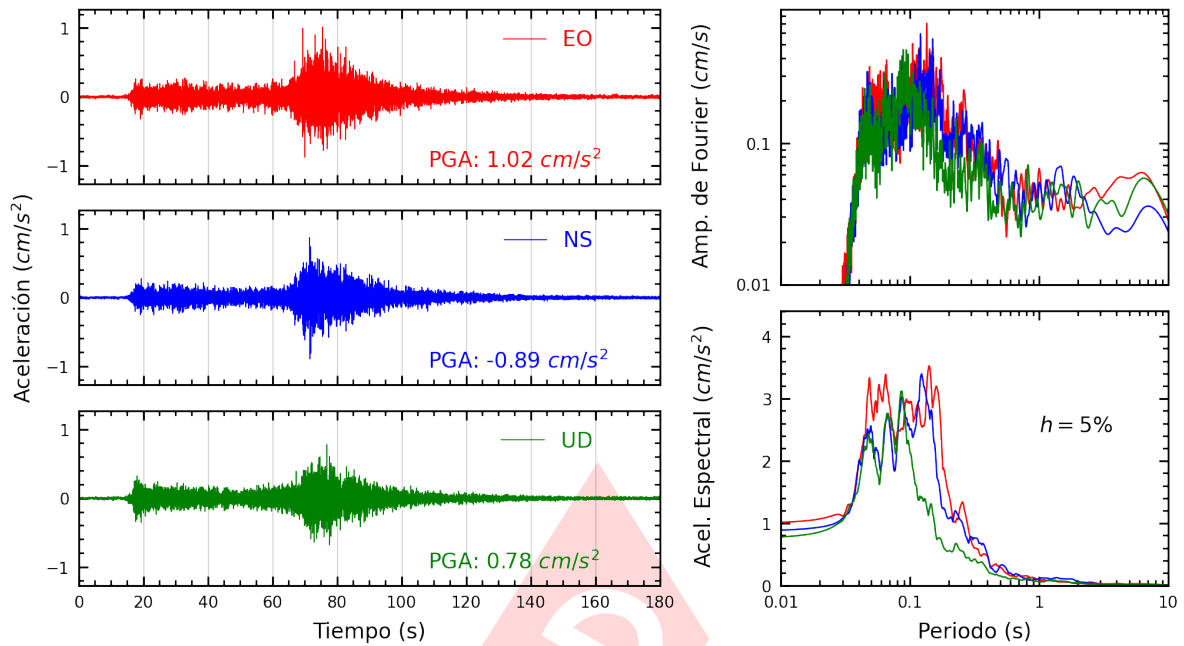 Aceleración (cm/s²)
1
0
−1
EO
PGA: 1.02 cm/s²
1
0
−1
NS
PGA: -0.89 cm/s²
1
0
−1
UD
PGA: 0.78 cm/s²
0 20 40 60 80 100 120 140 160 180
Tiempo (s)
Amp. de Fourier (cm/s)
0.1
0.01
Acel. Espectral (cm/s²)
4
3
2
1
0
h = 5%
0.01 0.1 1 10
Periodo (s)